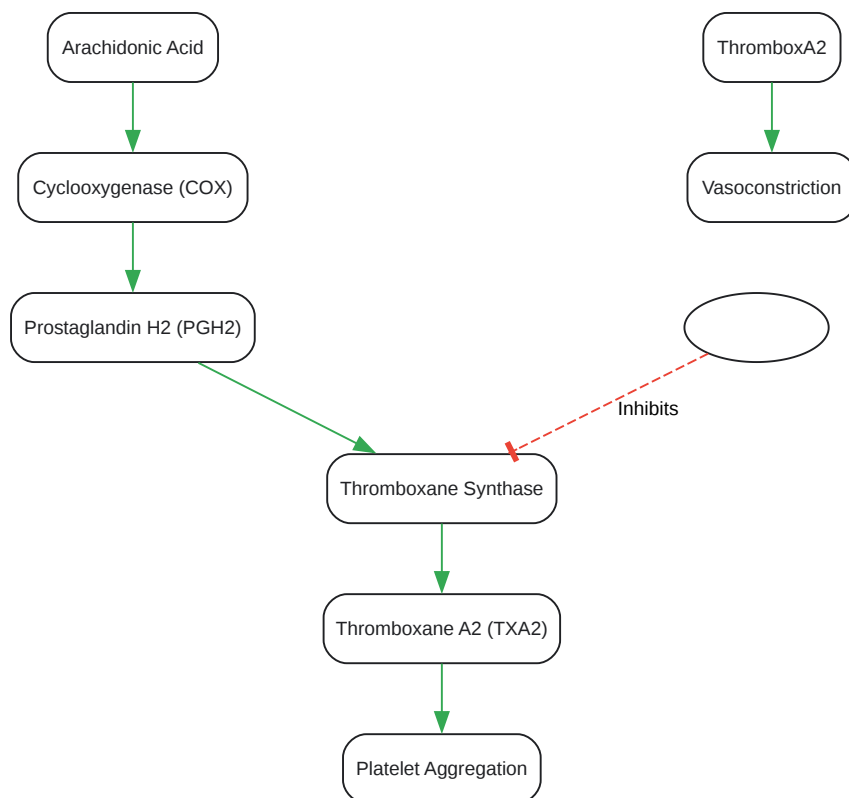 Arachidonic Acid
ThromboxA2
Cyclooxygenase (COX)
Vasoconstriction
Prostaglandin H2 (PGH2)
Inhibits
Thromboxane Synthase
Thromboxane A2 (TXA2)
Platelet Aggregation